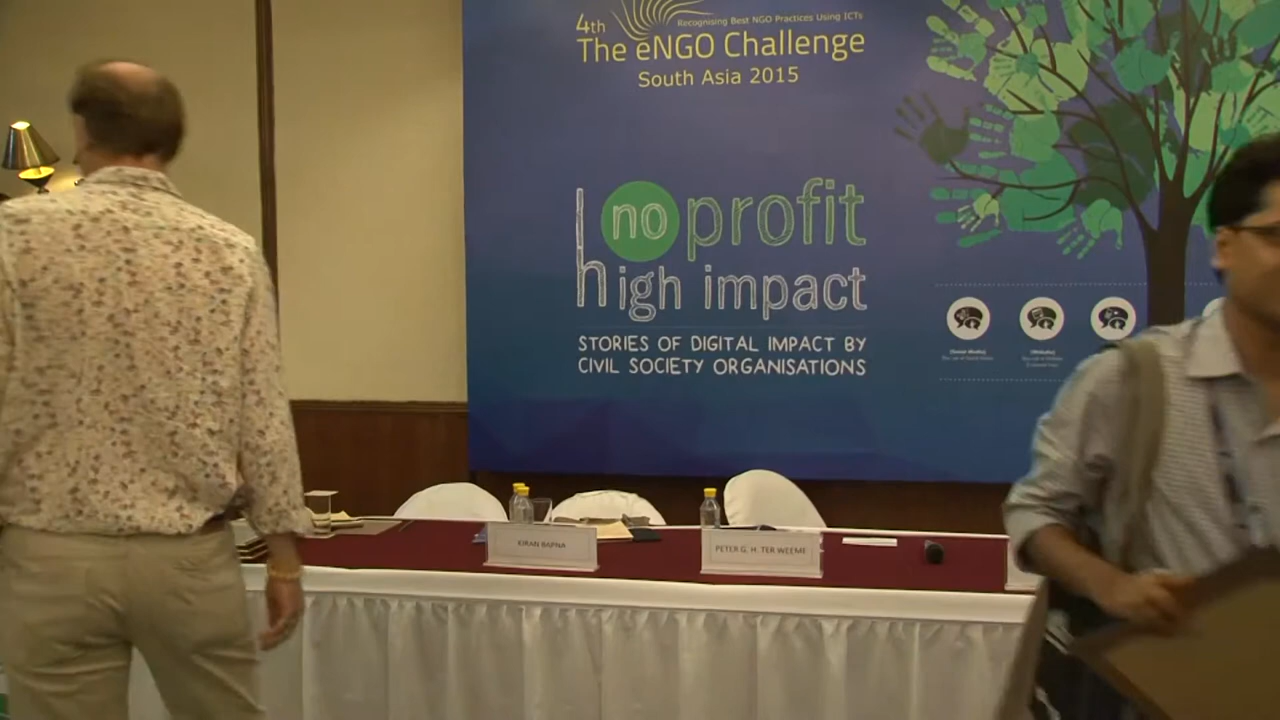 4th
Recognising Best NGO Practices Using ICTs
The eNGO Challenge
South Asia 2015
no profit
high impact
STORIES OF DIGITAL IMPACT BY
CIVIL SOCIETY ORGANISATIONS
KIRAN BAPNA
PETER G. H. TER WEEME